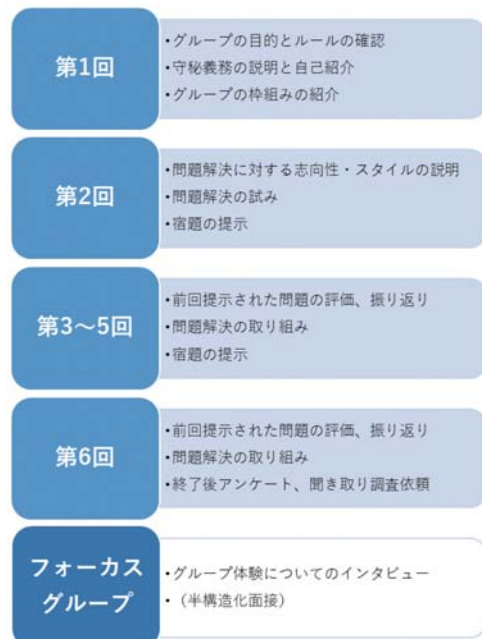 第1回
・グループの目的とルールの確認
・守秘義務の説明と自己紹介
・グループの枠組みの紹介
第2回
・問題解決に対する志向性・スタイルの説明
・問題解決の試み
・宿題の提示
第3～5回
・前回提示された問題の評価、振り返り
・問題解決の取り組み
・宿題の提示
第6回
・前回提示された問題の評価、振り返り
・問題解決の取り組み
・終了後アンケート、聞き取り調査依頼
フォーカス
グループ
・グループ体験についてのインタビュー
・（半構造化面接）